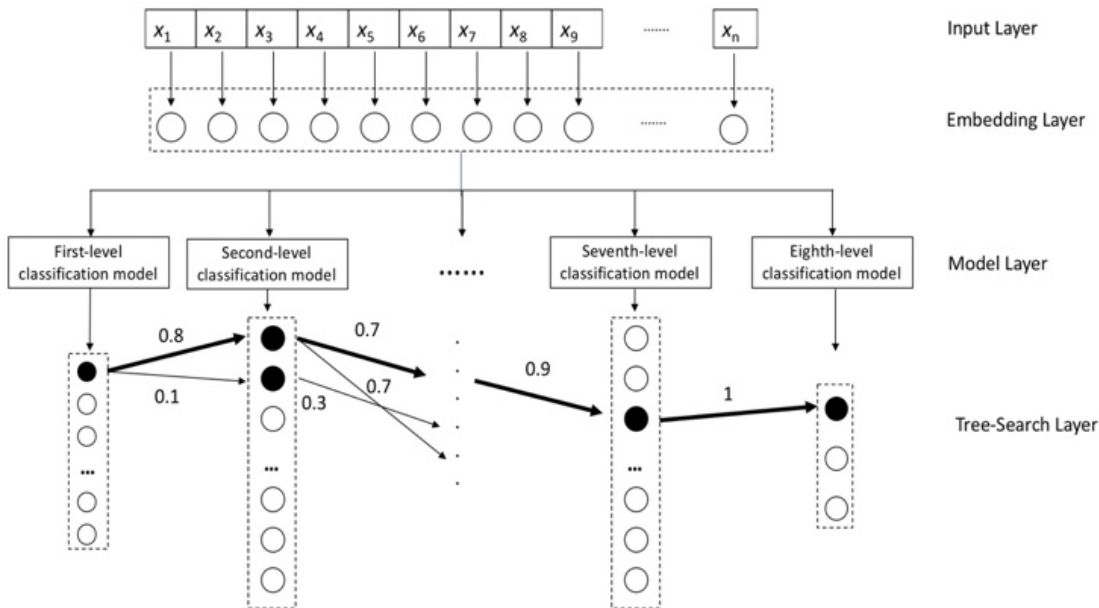 x1 x2 x3 x4 x5 x6 x7 x8 x9 ........ xn Input Layer
........ Embedding Layer
First-level
classification model
Second-level
classification model
......
Seventh-level
classification model
Eighth-level
classification model
Model Layer
0.8 0.7 0.9 1
0.1 0.3 0.7
... ... ...
Tree-Search Layer